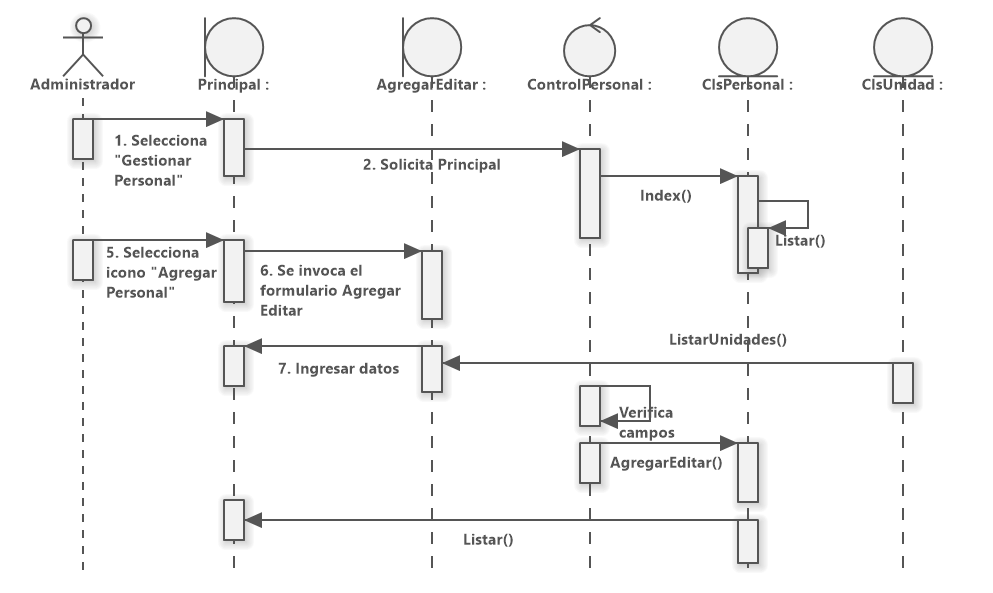 Administrador
Principal :
AgregarEditar :
ControlPersonal :
ClsPersonal :
ClsUnidad :
1. Selecciona
"Gestionar
Personal"
2. Solicita Principal
Index()
Listar()
5. Selecciona
icono "Agregar
Personal"
6. Se invoca el
formulario Agregar
Editar
ListarUnidades()
7. Ingresar datos
Verifica
campos
AgregarEditar()
Listar()